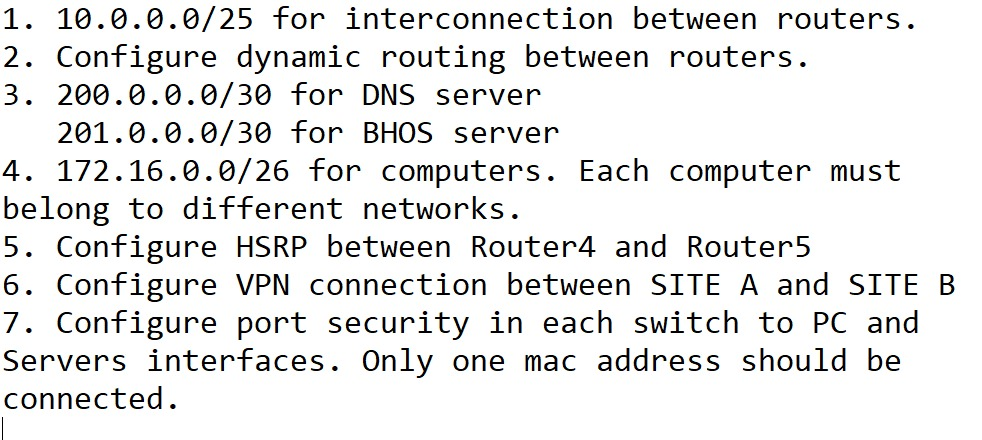 1. 10.0.0.0/25 for interconnection between routers.
2. Configure dynamic routing between routers.
3. 200.0.0.0/30 for DNS server
   201.0.0.0/30 for BHOS server
4. 172.16.0.0/26 for computers. Each computer must
belong to different networks.
5. Configure HSRP between Router4 and Router5
6. Configure VPN connection between SITE A and SITE B
7. Configure port security in each switch to PC and
Servers interfaces. Only one mac address should be
connected.